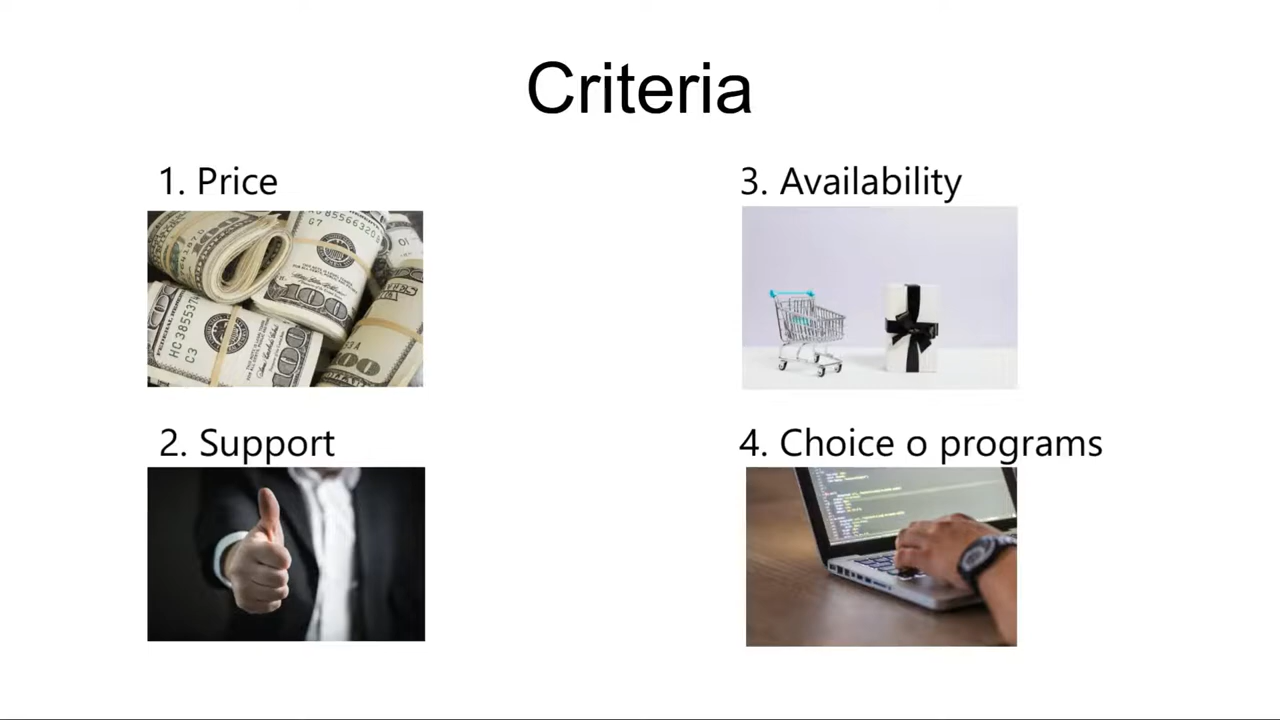 Criteria
1. Price
2. Support
3. Availability
4. Choice o programs